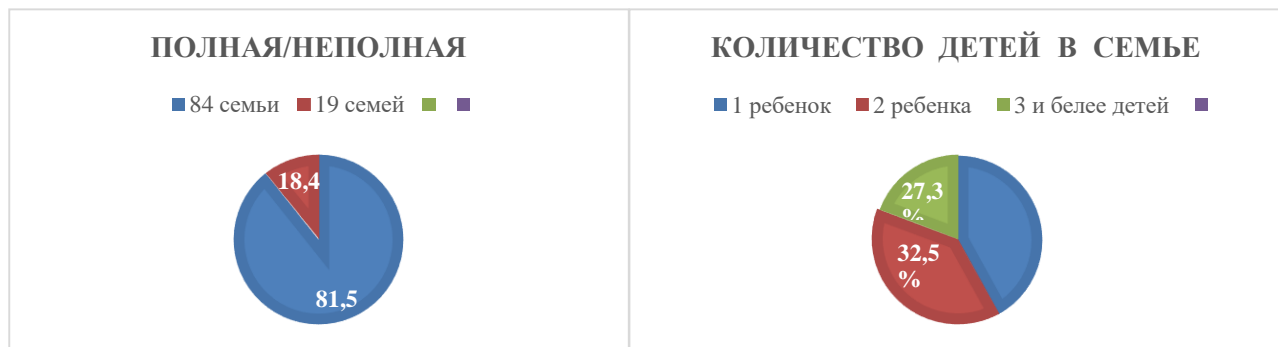 ПОЛНАЯ/НЕПОЛНАЯ
84 семьи 19 семей
18,4
81,5
КОЛИЧЕСТВО ДЕТЕЙ В СЕМЬЕ
1 ребенок 2 ребенка 3 и белее детей
27,3
%
32,5
%